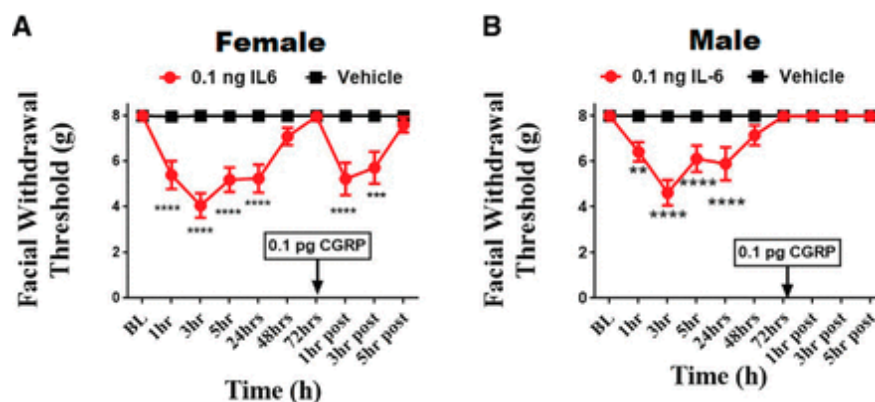 A
Female
0.1 ng IL6 Vehicle
Facial Withdrawal
Threshold (g)
8
6
4
2
0
****
****
****
****
****
***
0.1 pg CGRP
BL
1hr
3hr
5hr
24hrs
48hrs
72hrs
1hr post
3hr post
5hr post
Time (h)
B
Male
0.1 ng IL-6 Vehicle
Facial Withdrawal
Threshold (g)
8
6
4
2
0
**
****
****
****
0.1 pg CGRP
BL
1hr
3hr
5hr
24hrs
48hrs
72hrs
1hr post
3hr post
5hr post
Time (h)